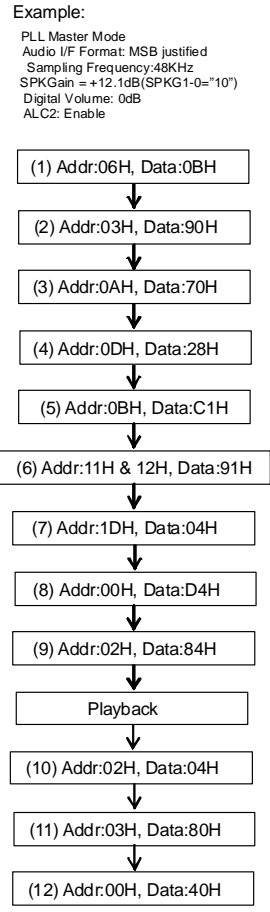 Example:
PLL Master Mode
Audio I/F Format: MSB justified
Sampling Frequency:48KHz
SPKGain = +12.1dB(SPKG1-0="10")
Digital Volume: 0dB
ALC2: Enable
(1) Addr:06H, Data:0BH
(2) Addr:03H, Data:90H
(3) Addr:0AH, Data:70H
(4) Addr:0DH, Data:28H
(5) Addr:0BH, Data:C1H
(6) Addr:11H & 12H, Data:91H
(7) Addr:1DH, Data:04H
(8) Addr:00H, Data:D4H
(9) Addr:02H, Data:84H
Playback
(10) Addr:02H, Data:04H
(11) Addr:03H, Data:80H
(12) Addr:00H, Data:40H